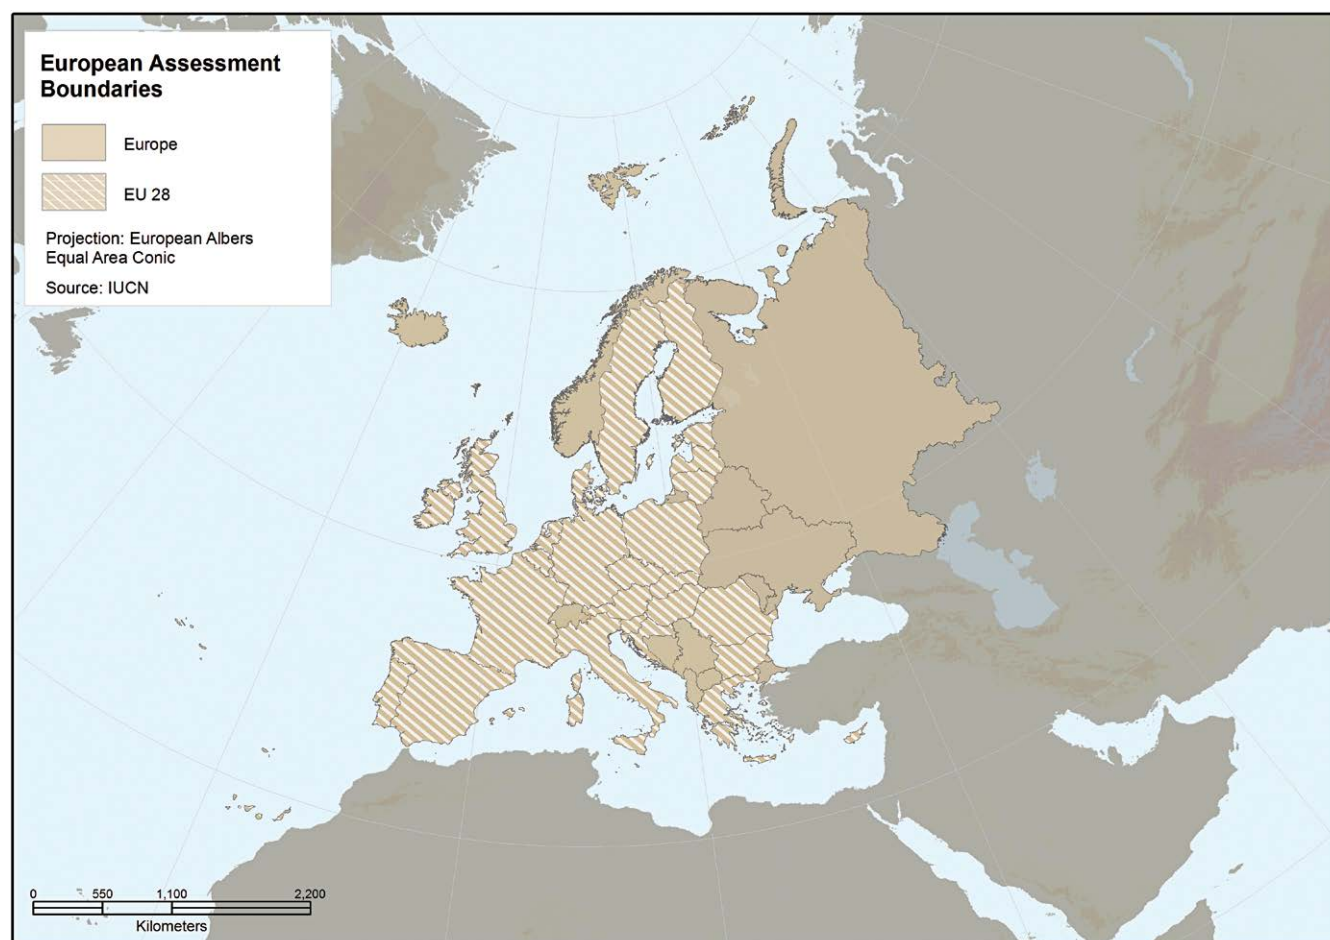 European Assessment
Boundaries
Europe
EU 28
Projection: European Albers
Equal Area Conic
Source: IUCN
0 550 1,100 2,200
Kilometers